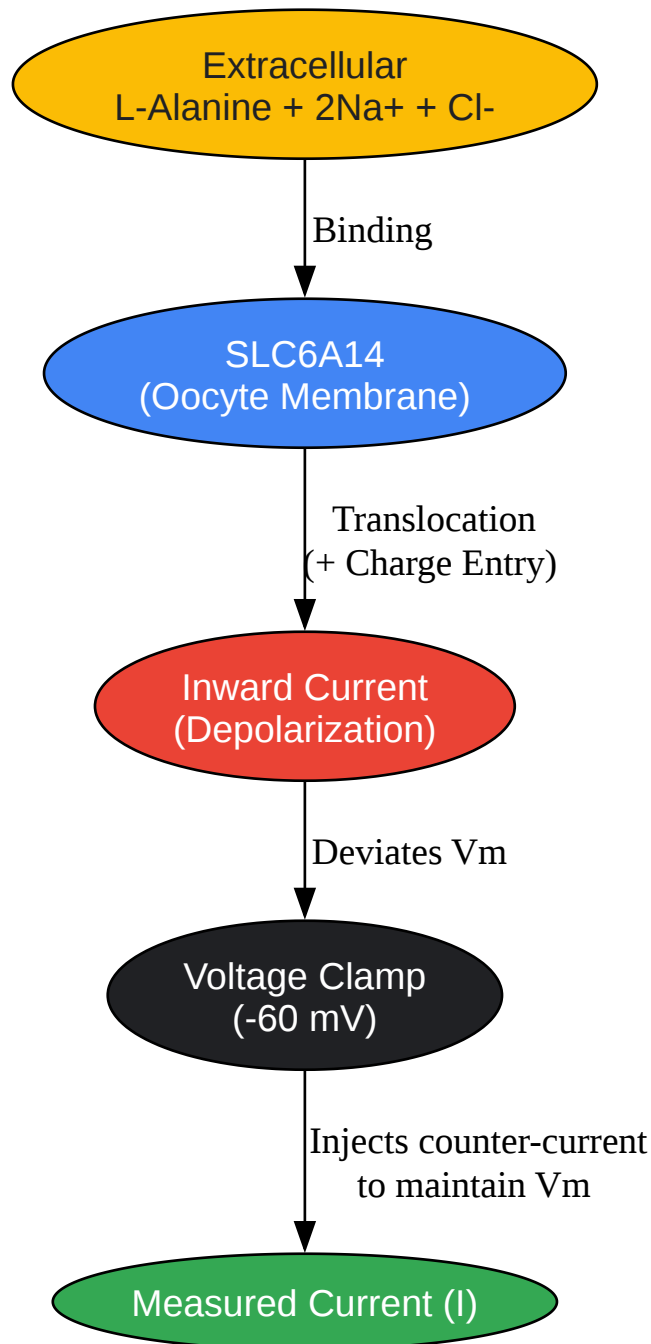 Extracellular
L-Alanine + 2Na+ + Cl-
Binding
SLC6A14
(Oocyte Membrane)
Translocation
(+ Charge Entry)
Inward Current
(Depolarization)
Deviates Vm
Voltage Clamp
(-60 mV)
Injects counter-current
to maintain Vm
Measured Current (I)